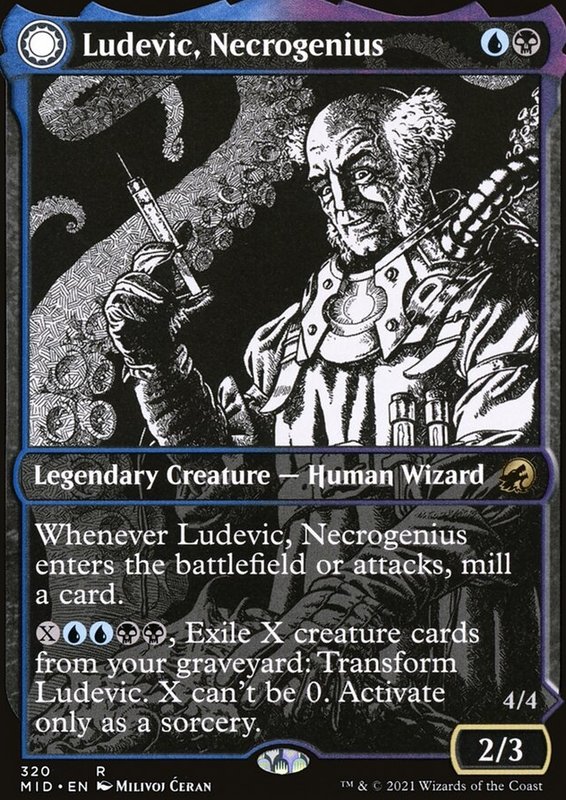 Ludevic, Necrogenius
Legendary Creature — Human Wizard
Whenever Ludevic, Necrogenius
enters the battlefield or attacks, mill
a card.
X, Exile X creature cards
from your graveyard: Transform
Ludevic. X can't be 0. Activate
only as a sorcery.
4/4
2/3
320 R
MID • EN Milivoj Ćeran
™ & © 2021 Wizards of the Coast